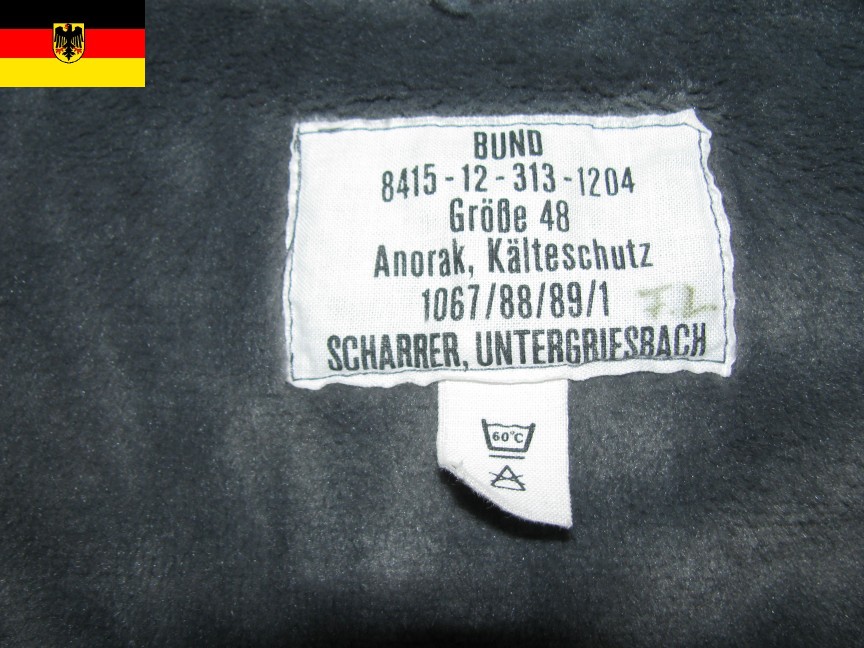 BUND
8415-12-313-1204
Größe 48
Anorak, Kälteschutz
1067/88/89/1 F.L.
SCHARRER, UNTERGRIESBACH
60°C
A